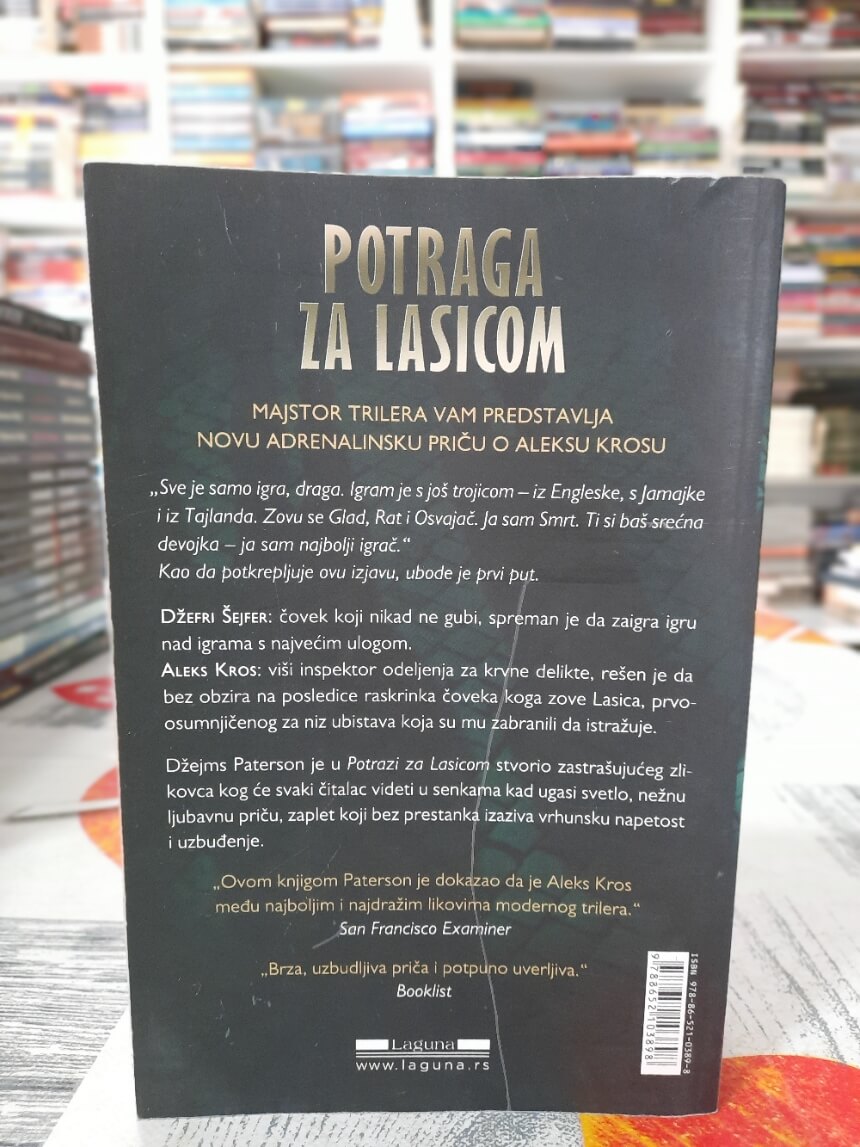 POTRAGA
ZA LASICOM
MAJSTOR TRILERA VAM PREDSTAVLJA
NOVU ADRENALINSKU PRIČU O ALEKSU KROSU
„Sve je samo igra, draga. Igram je s još trojicom – iz Engleske, s Jamajke
i iz Tajlanda. Zovu se Glad, Rat i Osvajač. Ja sam Smrt. Ti si baš srećna
devojka – ja sam najbolji igrač.“
Kao da potkrepljuje ovu izjavu, ubode je prvi put.
DŽEFRI ŠEJFER: čovek koji nikad ne gubi, spreman je da zaigra igru
nad igrama s najvećim ulogom.
ALEKS KROS: viši inspektor odeljenja za krvne delikte, rešen je da
bez obzira na posledice raskrinka čoveka koga zove Lasica, prvo-
osumnjičenog za niz ubistava koja su mu zabranili da istražuje.
Džejms Paterson je u Potrazi za Lasicom stvorio zastrašujućeg zli-
kovca kog će svaki čitalac videti u senkama kad ugasi svetlo, nežnu
ljubavnu priču, zaplet koji bez prestanka izaziva vrhunsku napetost
i uzbuđenje.
„Ovom knjigom Paterson je dokazao da je Aleks Kros
među najboljim i najdražim likovima modernog trilera.“
San Francisco Examiner
„Brza, uzbudljiva priča i potpuno uverljiva.“
Booklist
Laguna
www.laguna.rs
ISBN 978-86-521-0389-8
9788652103898